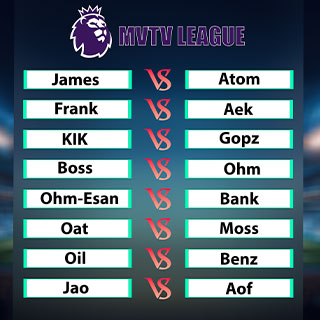 MVTV LEAGUE
James VS Atom
Frank VS Aek
KIK VS Gopz
Boss VS Ohm
Ohm-Esan VS Bank
Oat VS Moss
Oil VS Benz
Jao VS Aof